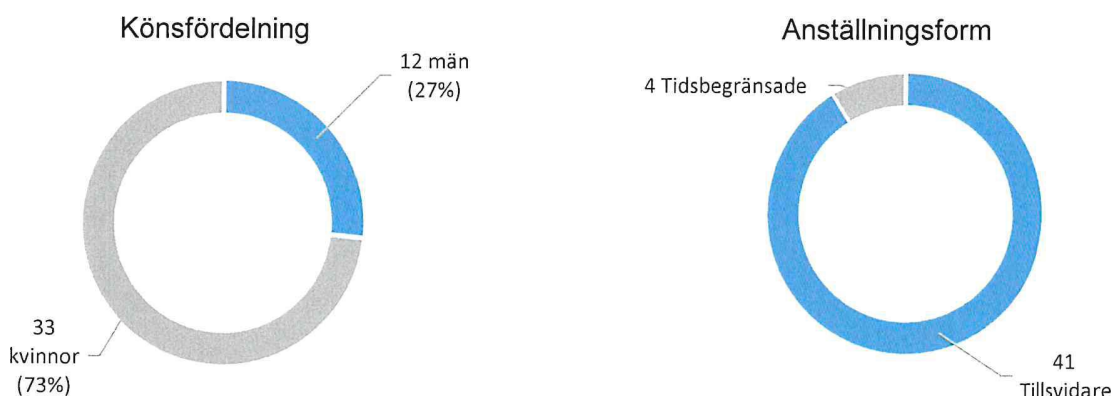 Könsfördelning
12 män
(27%)
33
kvinnor
(73%)
Anställningsform
4 Tidsbegränsade
41
Tillsvidare